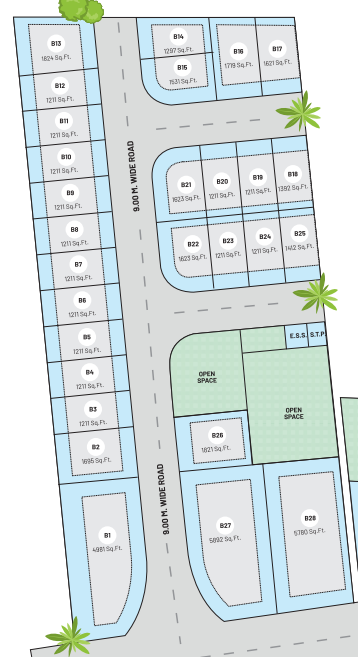 B13
1624 Sq.Ft.
B12
1211 Sq.Ft.
B11
1211 Sq.Ft.
B10
1211 Sq.Ft.
B9
1211 Sq.Ft.
B8
1211 Sq.Ft.
B7
1211 Sq.Ft.
B6
1211 Sq.Ft.
B5
1211 Sq.Ft.
B4
1211 Sq.Ft.
B3
1211 Sq.Ft.
B2
1695 Sq.Ft.
B1
4981 Sq.Ft.
9.00 M. WIDE ROAD
9.00 M. WIDE ROAD
B14
1297 Sq.Ft.
B15
1531 Sq.Ft.
B16
1719 Sq.Ft.
B17
1627 Sq.Ft.
B21
1623 Sq.Ft.
B20
1211 Sq.Ft.
B19
1211 Sq.Ft.
B18
1392 Sq.Ft.
B22
1623 Sq.Ft.
B23
1211 Sq.Ft.
B24
1211 Sq.Ft.
B25
1412 Sq.Ft.
E.S.S.
S.T.P.
OPEN
SPACE
OPEN
SPACE
B26
1821 Sq.Ft.
B27
5892 Sq.Ft.
B28
5780 Sq.Ft.